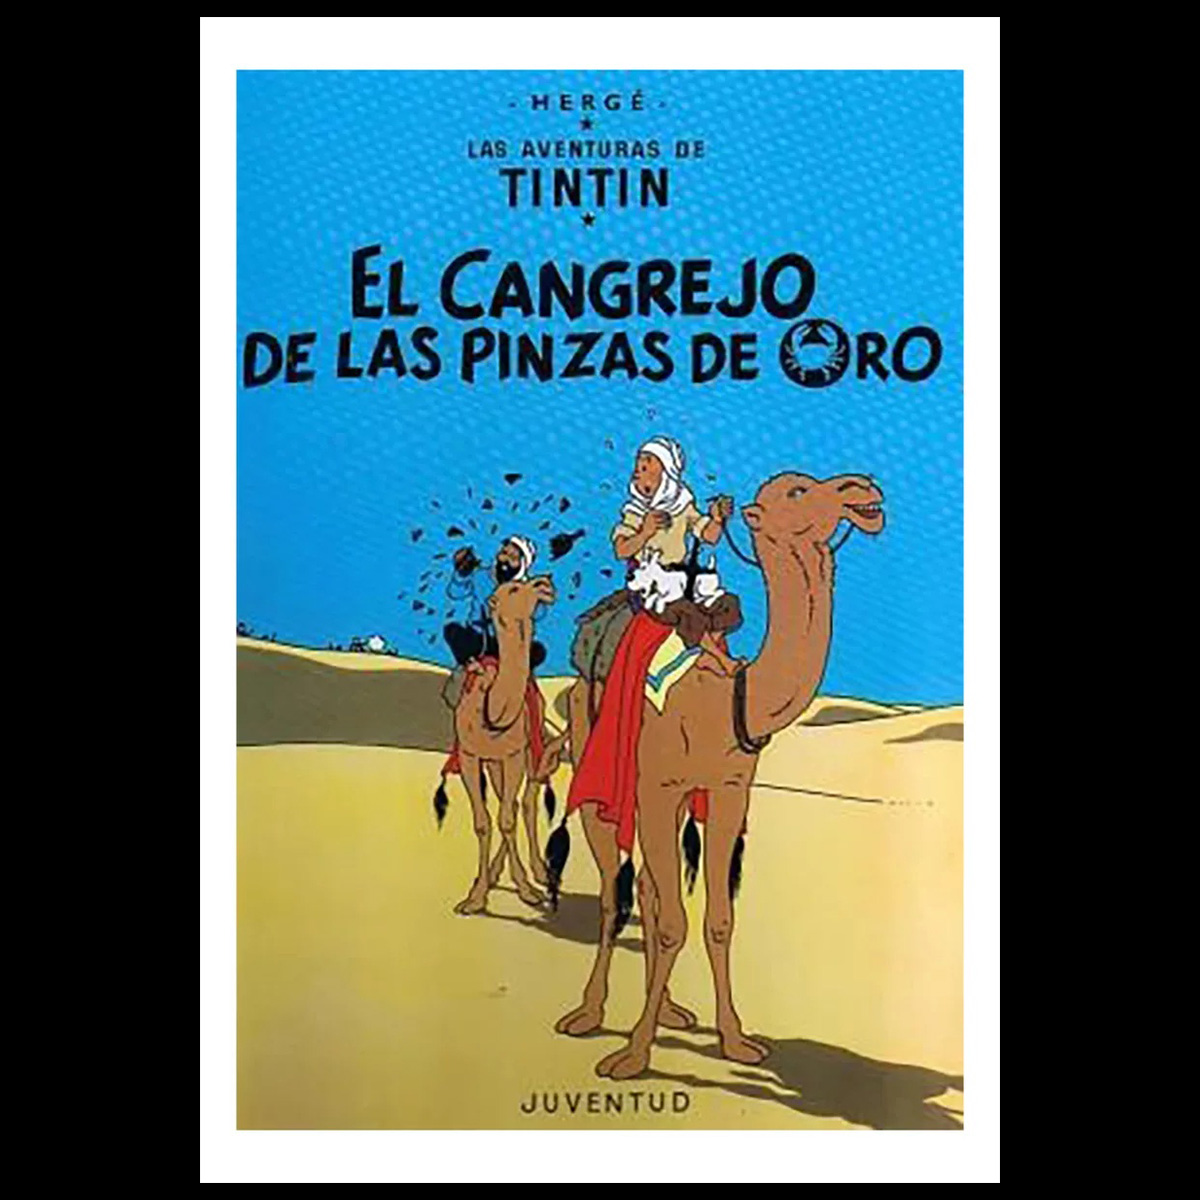 - HERGÉ -
LAS AVENTURAS DE
TINTIN
EL CANGREJO
DE LAS PINZAS DE ORO
JUVENTUD